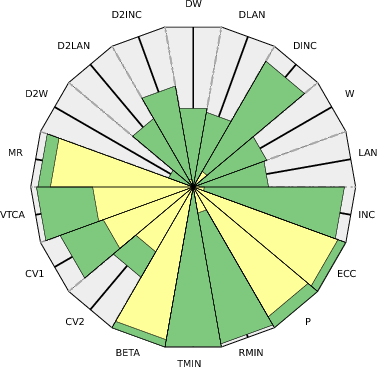 DW
D2INC
DLAN
D2LAN
DINC
D2W
W
MR
LAN
VTCA
INC
CV1
ECC
CV2
P
BETA
RMIN
TMIN